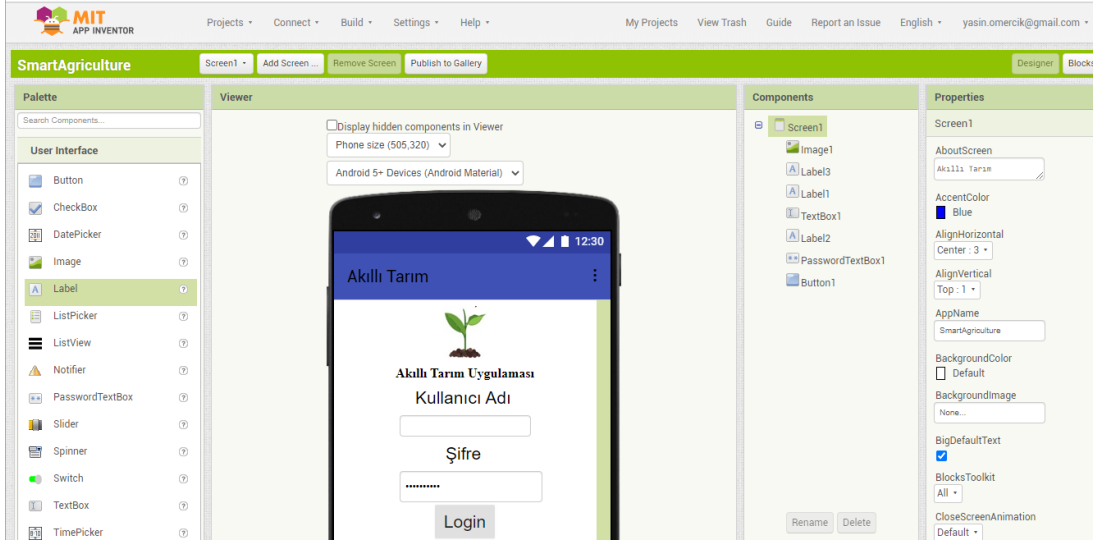 MIT
APP INVENTOR
Projects Connect Build Settings Help My Projects View Trash Guide Report an Issue English yasin.omercik@gmail.com
SmartAgriculture Screen1 Add Screen ... Remove Screen Publish to Gallery Designer Blocks
Palette
Search Components...
User Interface
Button
CheckBox
DatePicker
Image
Label
ListPicker
ListView
Notifier
PasswordTextBox
Slider
Spinner
Switch
TextBox
TimePicker
Viewer
Display hidden components in Viewer
Phone size (505,320)
Android 5+ Devices (Android Material)
12:30
Akıllı Tarım
Akıllı Tarım Uygulaması
Kullanıcı Adı
Şifre
••••••••••
Login
Components
Screen1
Image1
Label3
Label1
TextBox1
Label2
PasswordTextBox1
Button1
Rename Delete
Properties
Screen1
AboutScreen
Akıllı Tarım
AccentColor
Blue
AlignHorizontal
Center : 3
AlignVertical
Top : 1
AppName
SmartAgriculture
BackgroundColor
Default
BackgroundImage
None...
BigDefaultText
BlocksToolkit
All
CloseScreenAnimation
Default